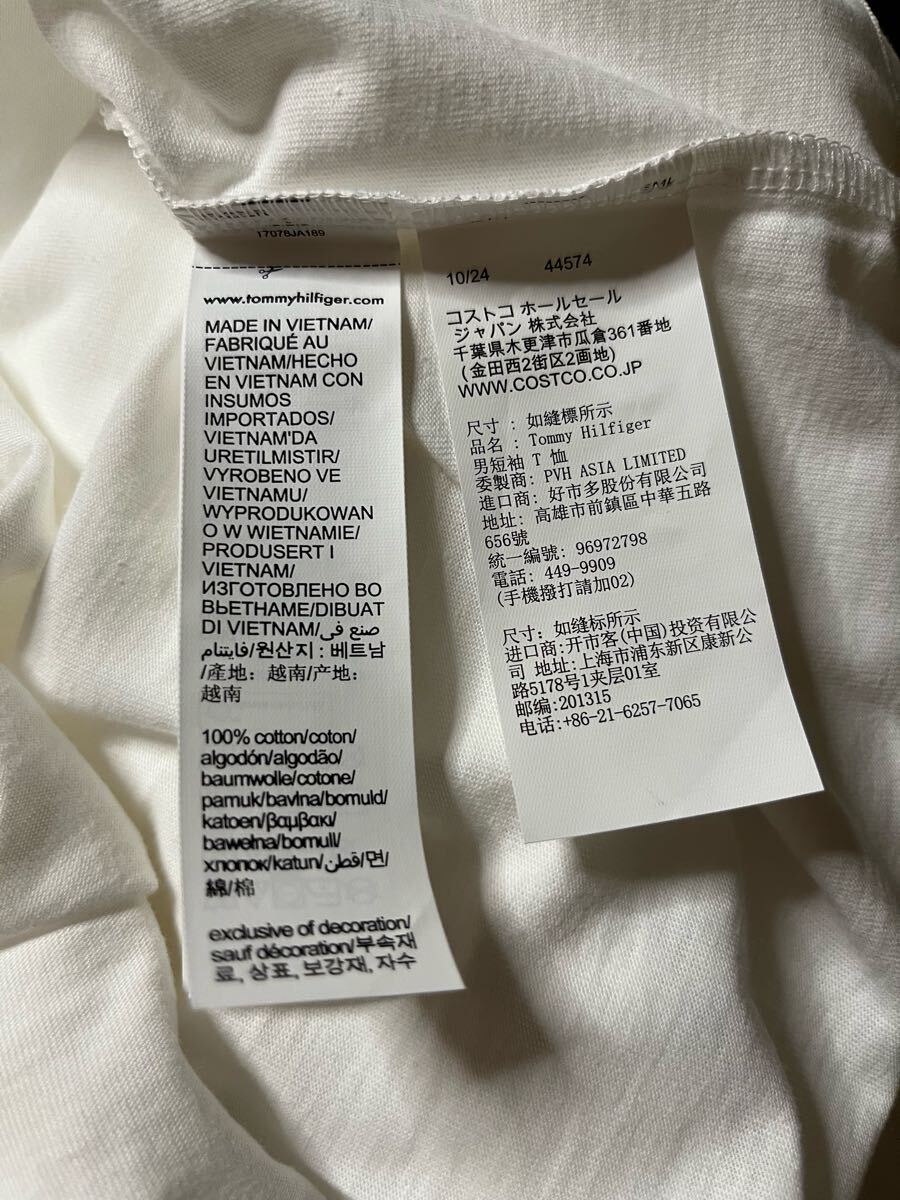 17078JA189
www.tommyhilfiger.com
MADE IN VIETNAM/
FABRIQUÉ AU
VIETNAM/HECHO
EN VIETNAM CON
INSUMOS
IMPORTADOS/
VIETNAM'DA
URETILMISTIR/
VYROBENO VE
VIETNAMU/
WYPRODUKOWAN
O W WIETNAMIE/
PRODUSERT I
VIETNAM/
ИЗГОТОВЛЕНО ВО
ВЬЕТНАМЕ/DIBUAT
DI VIETNAM/صنع في
فايتنام/원산지 : 베트남
/產地：越南/产地：
越南
100% cotton/coton/
algodón/algodão/
baumwolle/cotone/
pamuk/bavlna/bomuld/
katoen/βαμβακι/
bawełna/bomull/
хлопок/katun/قطن/면/
綿/棉
exclusive of decoration/
sauf décoration/부속재
료, 상표, 보강재, 자수
10/24 44574
コストコ ホールセール
ジャパン 株式会社
千葉県木更津市瓜倉361番地
(金田西2街区2画地)
WWW.COSTCO.CO.JP
尺寸 : 如縫標所示
品名 : Tommy Hilfiger
男短袖 T 恤
委製商: PVH ASIA LIMITED
進口商: 好市多股份有限公司
地址: 高雄市前鎮區中華五路
656號
統一編號: 96972798
電話: 449-9909
(手機撥打請加02)
尺寸: 如缝标所示
进口商:开市客(中国)投资有限公
司 地址:上海市浦东新区康新公
路5178号1夹层01室
邮编:201315
电话:+86-21-6257-7065